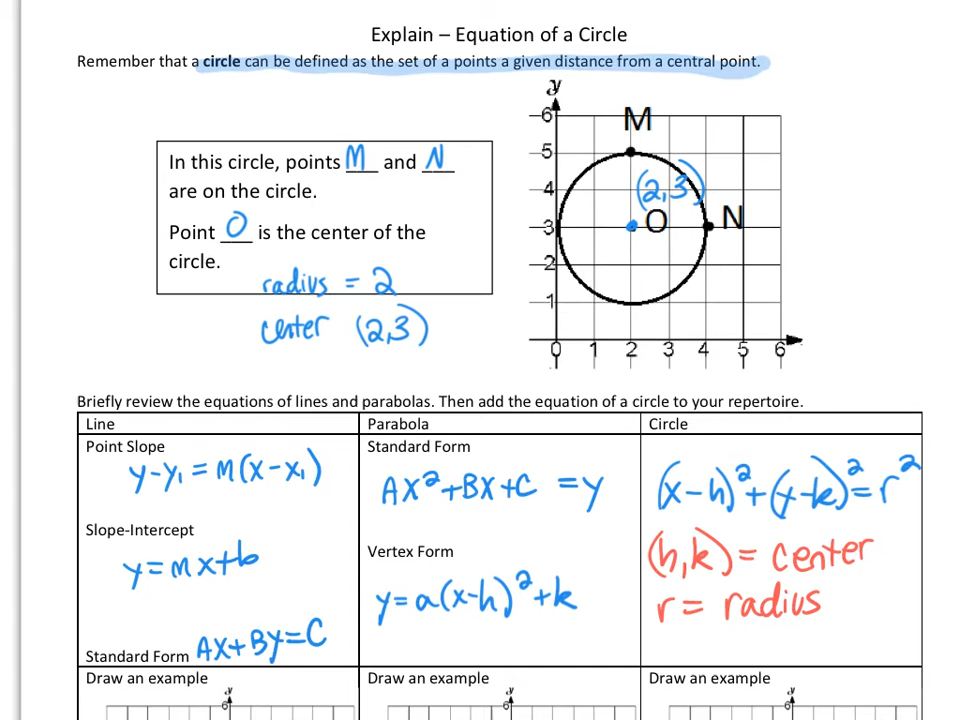 Explain – Equation of a Circle
Remember that a circle can be defined as the set of a points a given distance from a central point.
In this circle, points M and N
are on the circle.
Point O is the center of the
circle.
radius = 2
center (2,3)
y
6
M
5
4
(2,3)
3
O
N
2
1
0 1 2 3 4 5 6
Briefly review the equations of lines and parabolas. Then add the equation of a circle to your repertoire.
Line
Point Slope
y-y₁ = m(x-x₁)
Slope-Intercept
y = mx+b
Standard Form Ax+By=C
Draw an example
y
6
Parabola
Standard Form
Ax²+Bx+C = y
Vertex Form
y = a(x-h)²+k
Draw an example
y
6
Circle
(x-h)²+(y-k)²= r²
(h,k) = center
r = radius
Draw an example
y
6